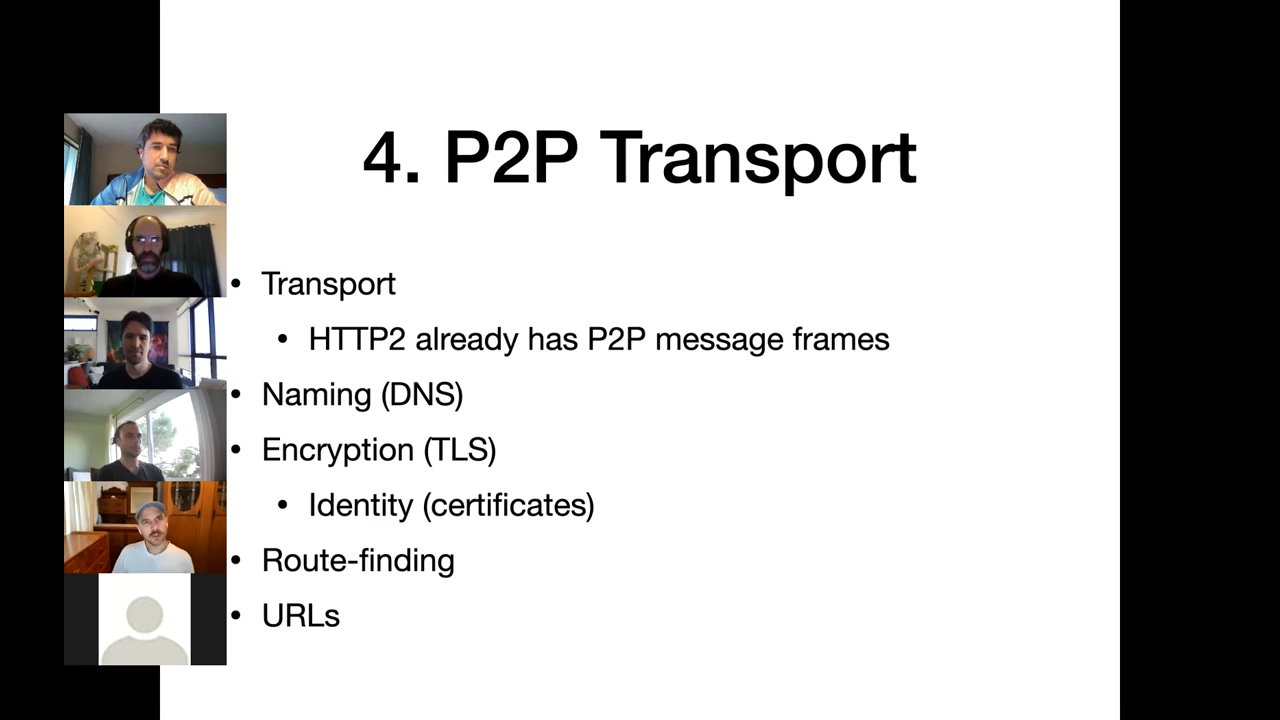 4. P2P Transport
• Transport
• HTTP2 already has P2P message frames
• Naming (DNS)
• Encryption (TLS)
• Identity (certificates)
• Route-finding
• URLs